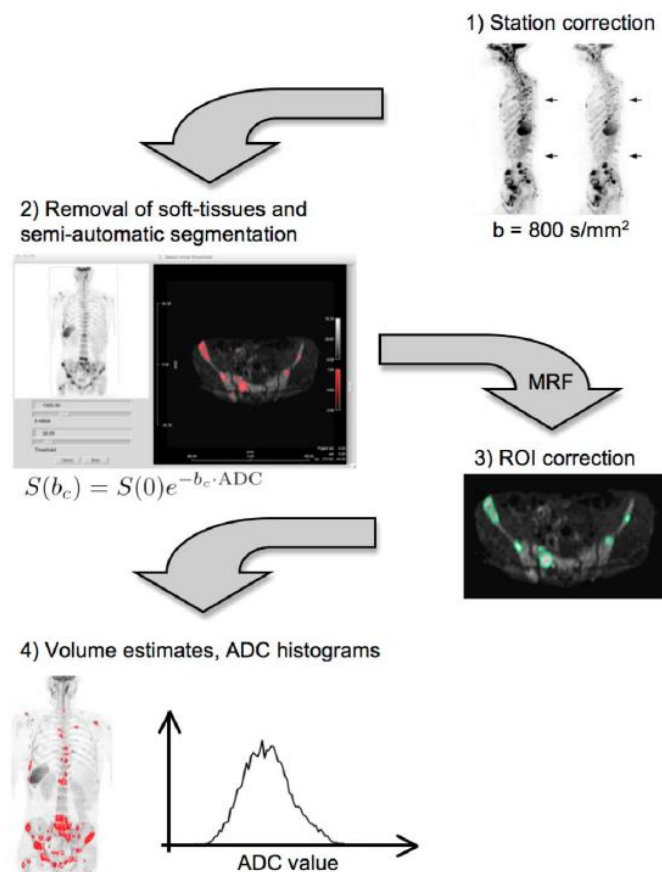 1) Station correction
b = 800 s/mm²
2) Removal of soft-tissues and
semi-automatic segmentation
S(b_c) = S(0)e^{-b_c·ADC}
MRF
3) ROI correction
4) Volume estimates, ADC histograms
ADC value